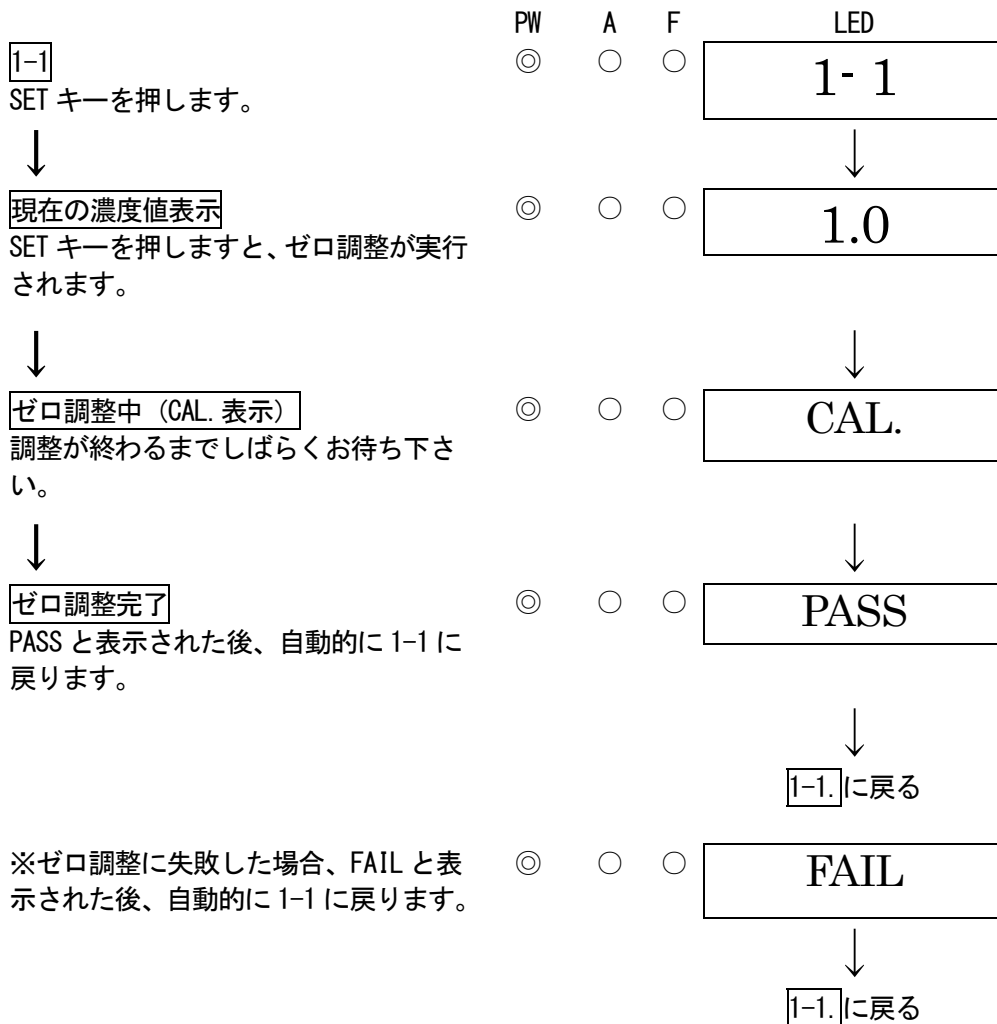 PW A F LED
1-1 ◎ ○ ○ 1- 1
SET キーを押します。
↓ ↓
現在の濃度値表示 ◎ ○ ○ 1.0
SET キーを押しますと、ゼロ調整が実行
されます。
↓ ↓
ゼロ調整中（CAL.表示） ◎ ○ ○ CAL.
調整が終わるまでしばらくお待ち下さ
い。
↓ ↓
ゼロ調整完了 ◎ ○ ○ PASS
PASS と表示された後、自動的に 1-1 に
戻ります。
↓
1-1.に戻る
※ゼロ調整に失敗した場合、FAIL と表 ◎ ○ ○ FAIL
示された後、自動的に 1-1 に戻ります。
↓
1-1.に戻る